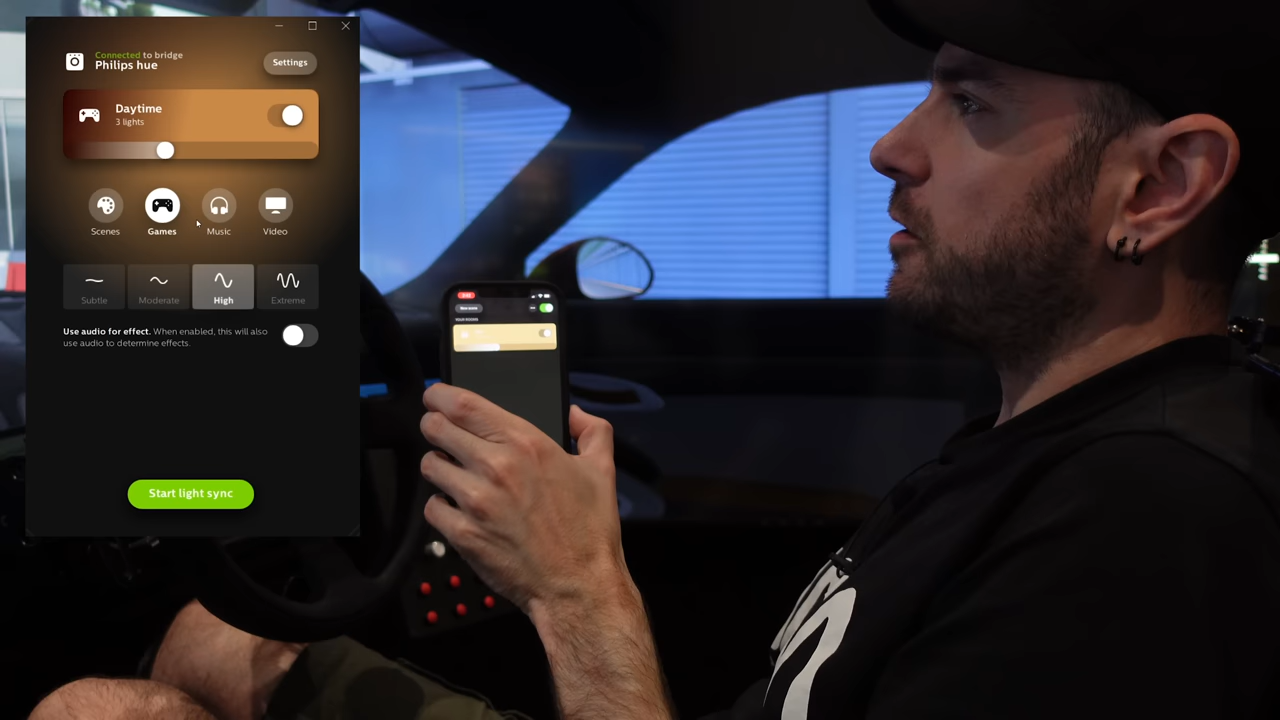 Connected to bridge
Philips hue
Settings
Daytime
3 lights
Scenes
Games
Music
Video
Subtle
Moderate
High
Extreme
Use audio for effect. When enabled, this will also
use audio to determine effects.
Start light sync